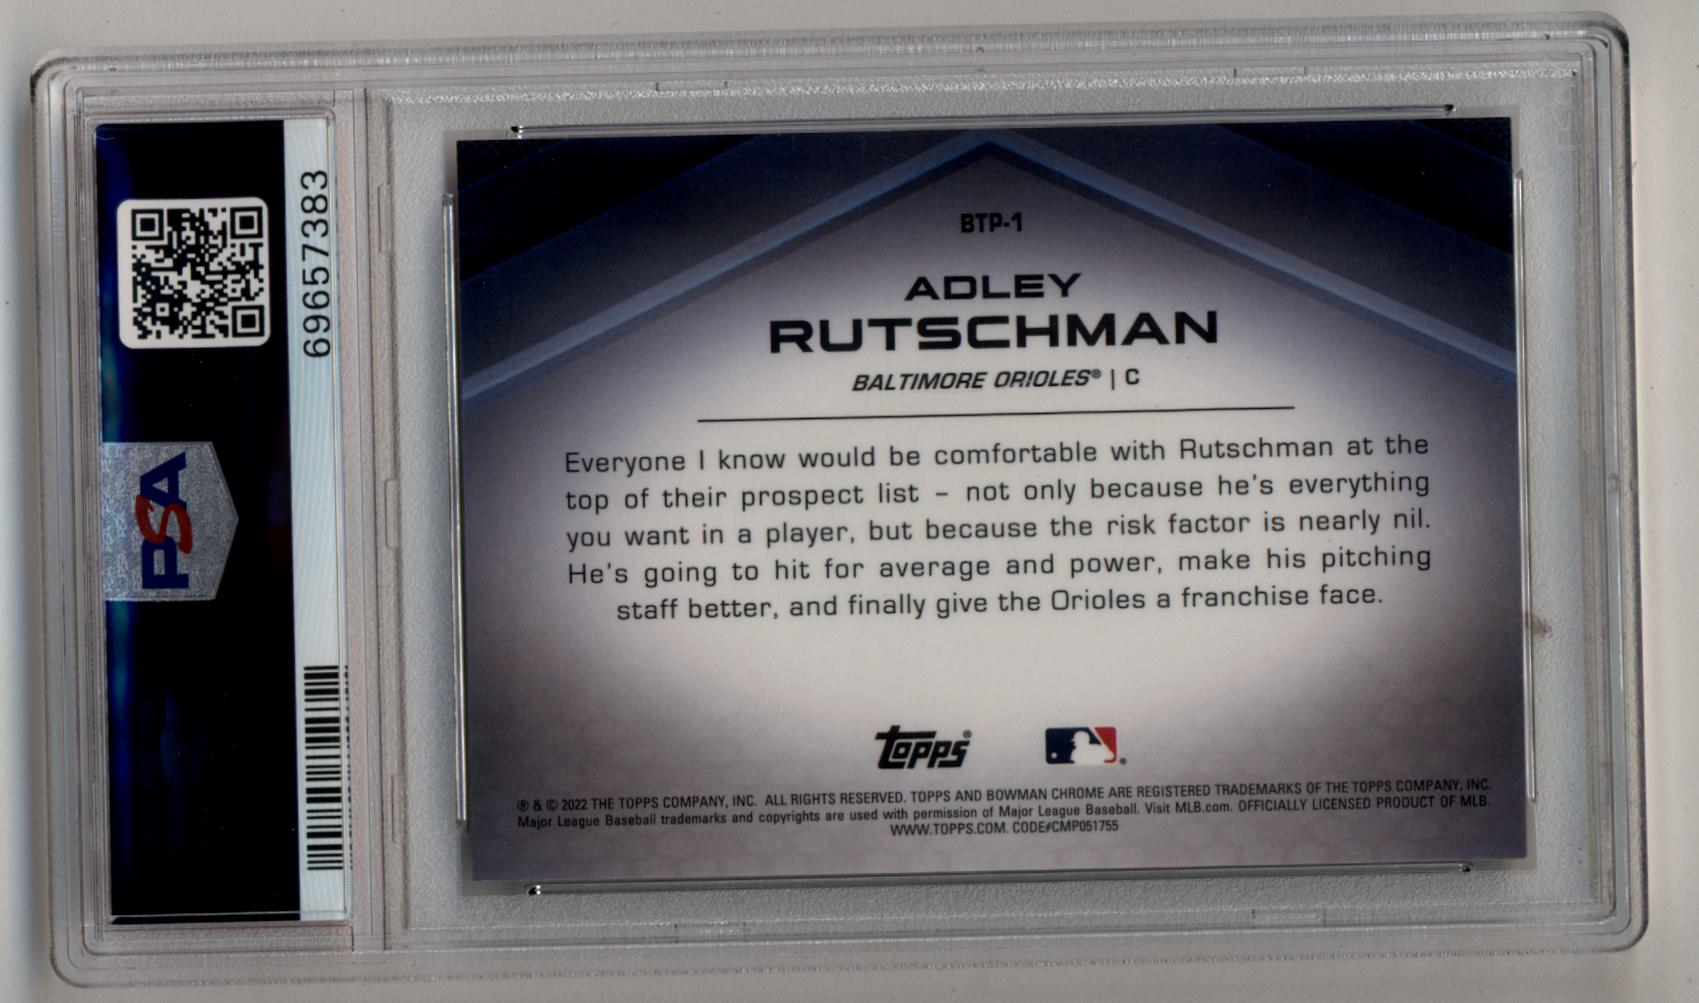 69657383
PSA
BTP-1
ADLEY
RUTSCHMAN
BALTIMORE ORIOLES® | C
Everyone I know would be comfortable with Rutschman at the
top of their prospect list – not only because he's everything
you want in a player, but because the risk factor is nearly nil.
He's going to hit for average and power, make his pitching
staff better, and finally give the Orioles a franchise face.
topps®
® & © 2022 THE TOPPS COMPANY, INC. ALL RIGHTS RESERVED. TOPPS AND BOWMAN CHROME ARE REGISTERED TRADEMARKS OF THE TOPPS COMPANY, INC.
Major League Baseball trademarks and copyrights are used with permission of Major League Baseball. Visit MLB.com. OFFICIALLY LICENSED PRODUCT OF MLB.
WWW.TOPPS.COM. CODE#CMP051755